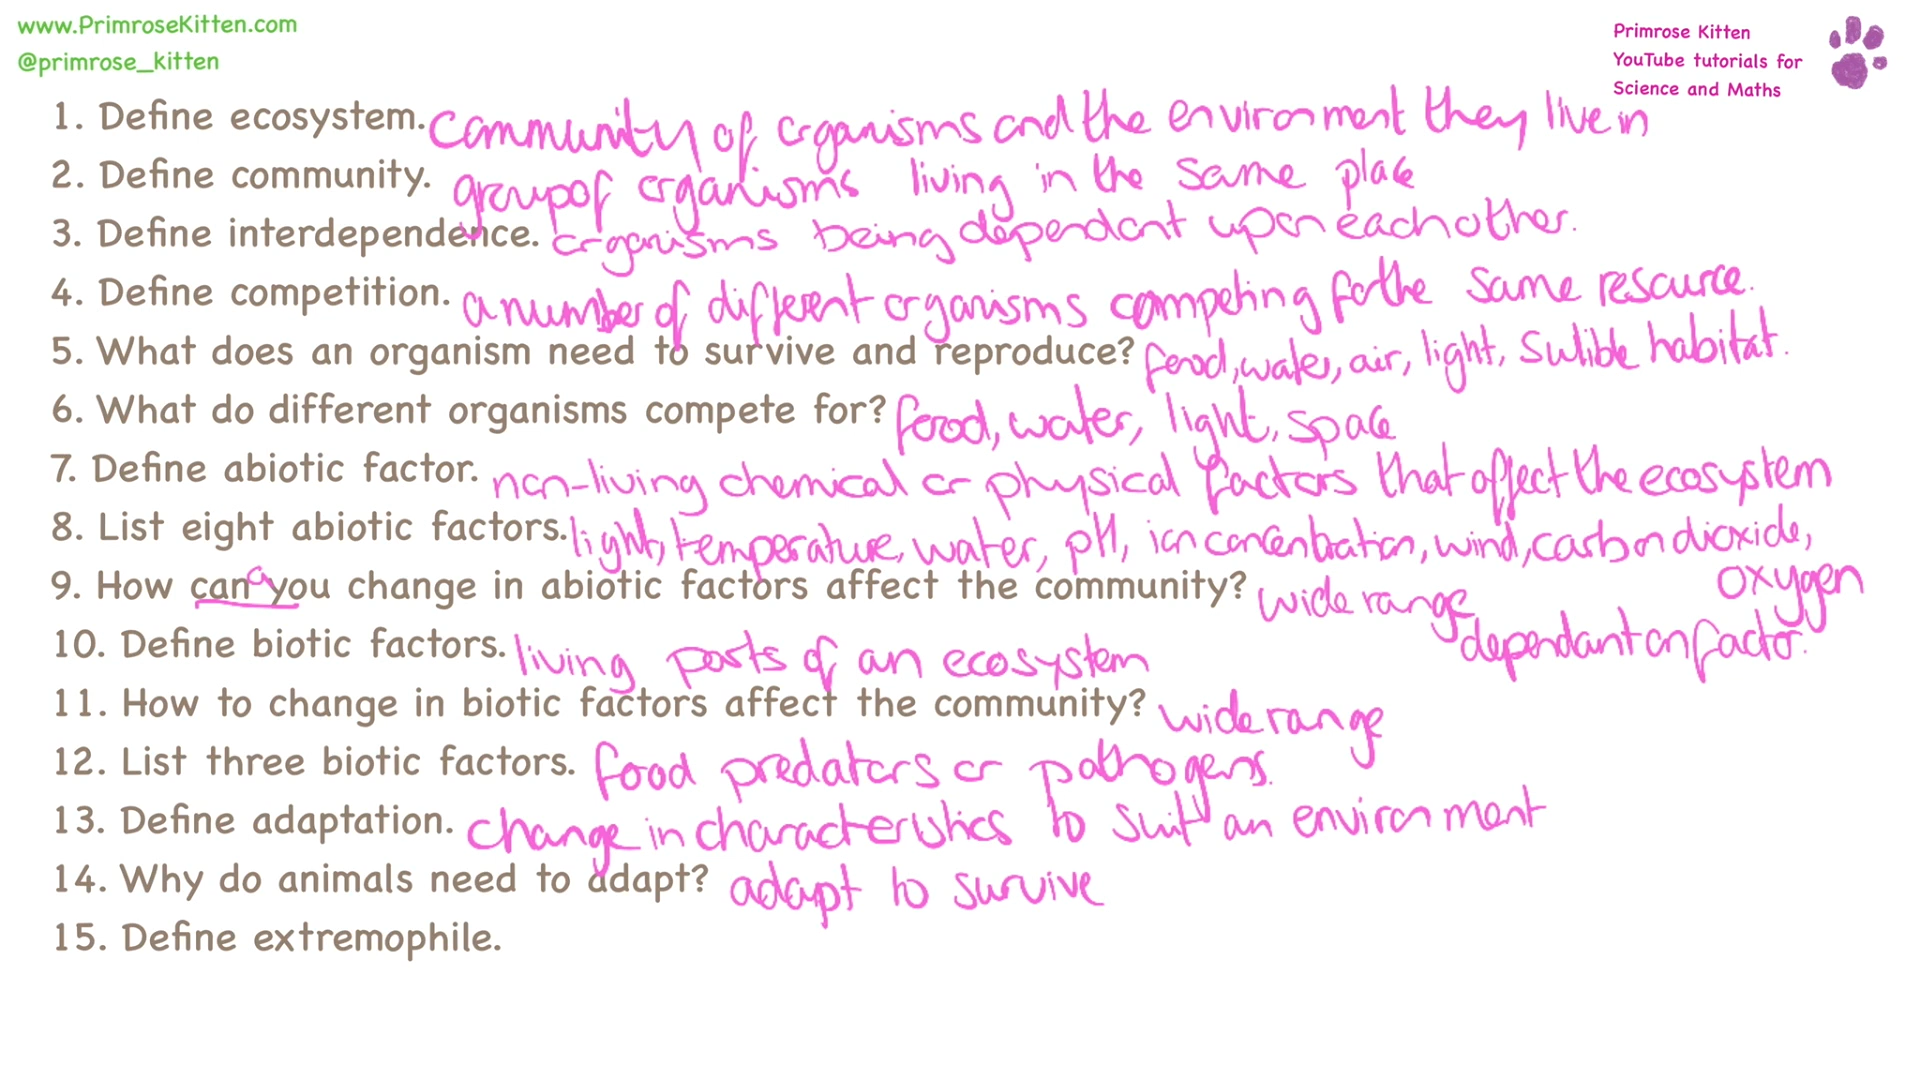 www.PrimroseKitten.com
@primrose_kitten
Primrose Kitten
YouTube tutorials for
Science and Maths
1. Define ecosystem. community of organisms and the environment they live in
2. Define community. group of organisms living in the same place
3. Define interdependence. organisms being dependant upon each other.
4. Define competition. a number of different organisms competing for the same resource.
5. What does an organism need to survive and reproduce? food, water, air, light, habitat.
6. What do different organisms compete for? food, water, light, space
7. Define abiotic factor. non-living chemical or physical factors that affect the ecosystem
8. List eight abiotic factors. light, temperature, water, pH, ion concentration, wind, carbon dioxide,
oxygen
9. How can a you change in abiotic factors affect the community? wide range
dependant on factor.
10. Define biotic factors. living parts of an ecosystem
11. How to change in biotic factors affect the community? wide range
12. List three biotic factors. food predators or pathogens.
13. Define adaptation. change in characteristics to suit an environment
14. Why do animals need to adapt? adapt to survive
15. Define extremophile.